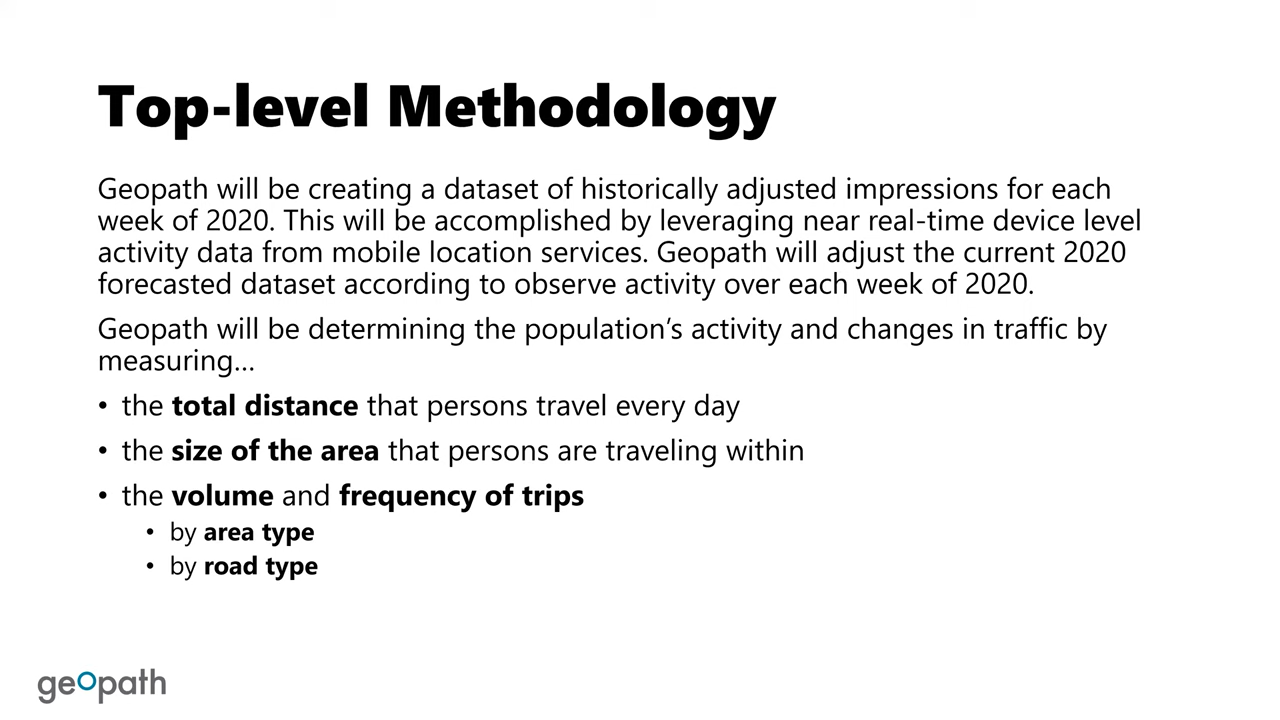 Top-level Methodology
Geopath will be creating a dataset of historically adjusted impressions for each
week of 2020. This will be accomplished by leveraging near real-time device level
activity data from mobile location services. Geopath will adjust the current 2020
forecasted dataset according to observe activity over each week of 2020.
Geopath will be determining the population’s activity and changes in traffic by
measuring…
• the total distance that persons travel every day
• the size of the area that persons are traveling within
• the volume and frequency of trips
• by area type
• by road type
geopath